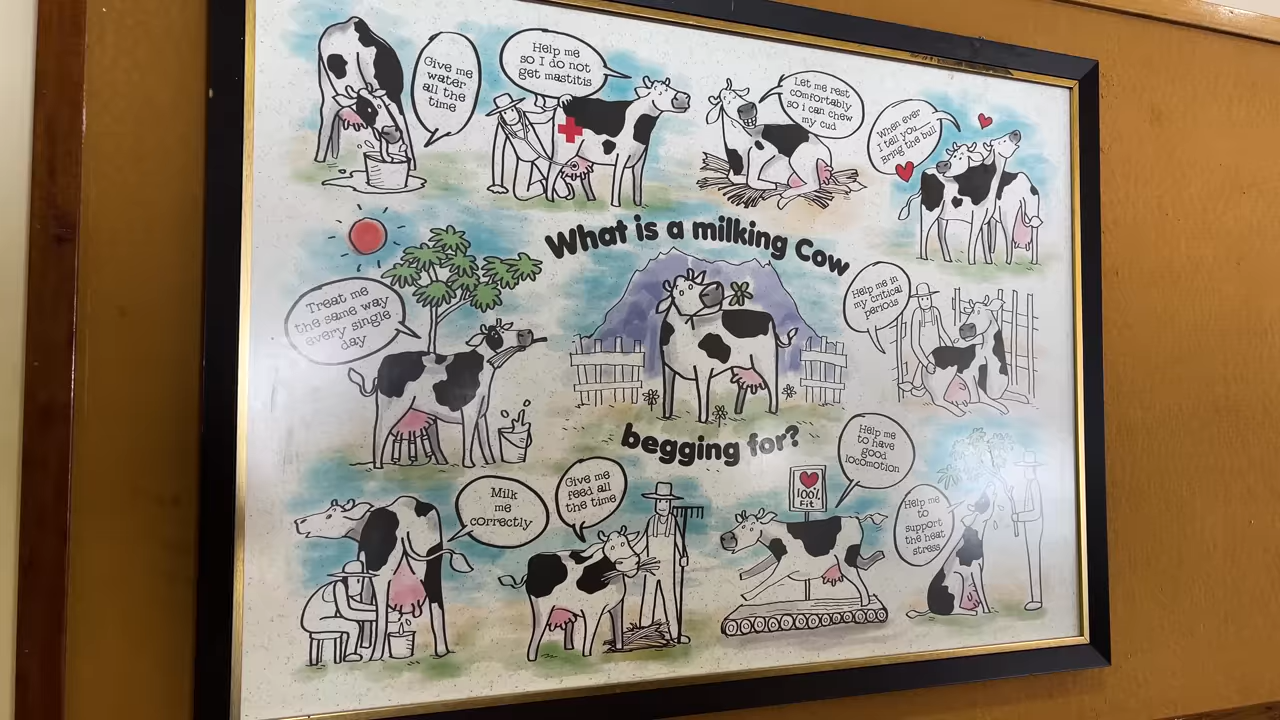 Give me
water
all the
time
Help me
so I do not
get mastitis
Let me rest
comfortably
so i can chew
my cud
When ever
I tell you...
Bring the bull
What is a milking Cow
Treat me
the same way
every single
day
Help me in
my critical
periods
begging for?
Milk
me
correctly
Give me
feed all
the time
100%
Fit
Help me
to have
good
locomotion
Help me
to
support
the heat
stress